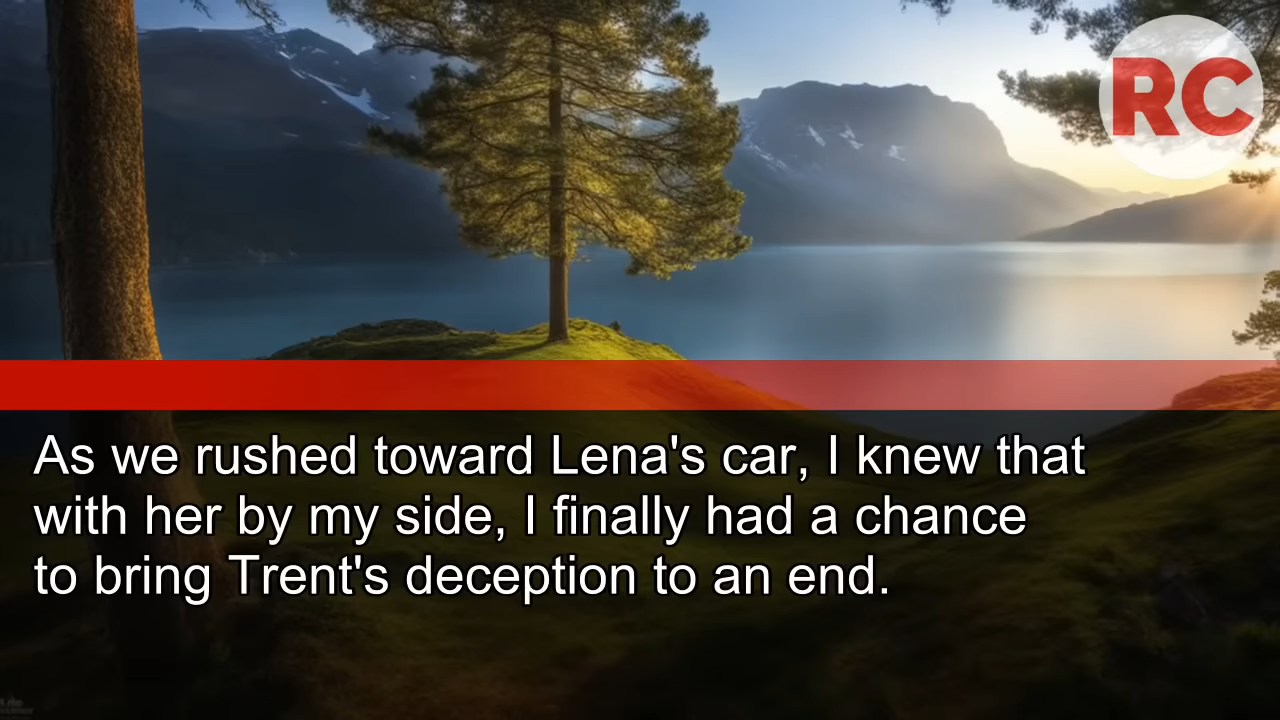 RC
As we rushed toward Lena's car, I knew that
with her by my side, I finally had a chance
to bring Trent's deception to an end.